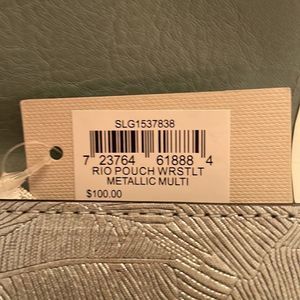 SLG1537838
7 23764 61888 4
RIO POUCH WRSTLT
METALLIC MULTI
$100.00